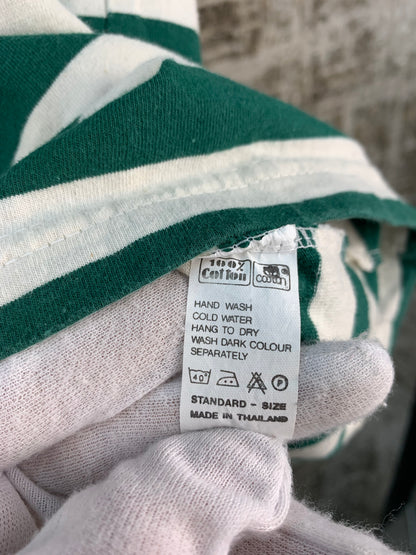 100%
Cotton
cotton
HAND WASH
COLD WATER
HANG TO DRY
WASH DARK COLOUR
SEPARATELY
40° P
STANDARD - SIZE
MADE IN THAILAND